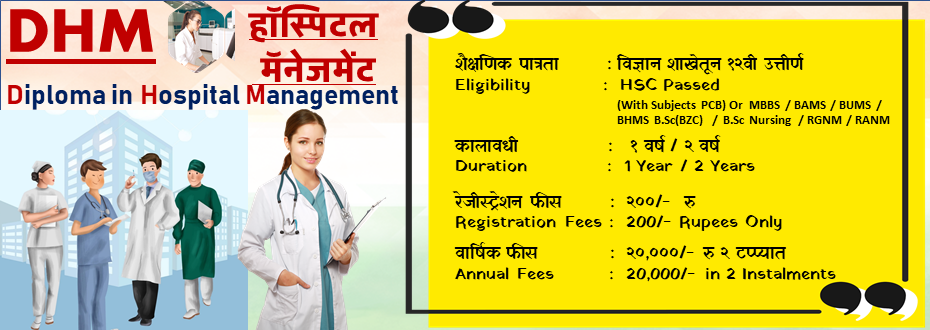 DHM
हॉस्पिटल
मॅनेजमेंट
Diploma in Hospital Management
शैक्षणिक पात्रता : विज्ञान शाखेतून १२वी उत्तीर्ण
Eligibility : HSC Passed
(With Subjects PCB) Or MBBS / BAMS / BUMS /
BHMS B.Sc(BZC) / B.Sc Nursing / RGNM / RANM
कालावधी : १ वर्ष / २ वर्ष
Duration : 1 Year / 2 Years
रेजीस्ट्रेशन फीस : २००/- रु
Registration Fees : 200/- Rupees Only
वार्षिक फीस : २०,०००/- रु २ टप्प्यात
Annual Fees : 20,000/- in 2 Instalments